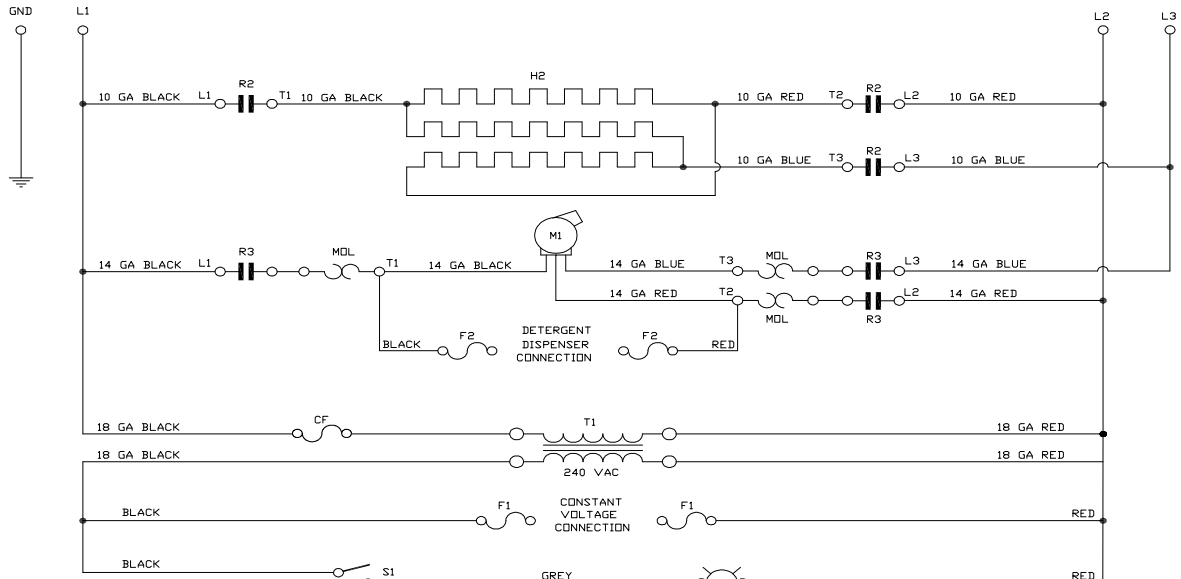 GND
L1
L2
L3
H2
10 GA BLACK
L1
R2
T1
10 GA BLACK
10 GA RED
T2
R2
L2
10 GA RED
10 GA BLUE
T3
R2
L3
10 GA BLUE
M1
14 GA BLACK
L1
R3
MOL
T1
14 GA BLACK
14 GA BLUE
T3
MOL
R3
L3
14 GA BLUE
14 GA RED
T2
MOL
R3
L2
14 GA RED
BLACK
F2
DETERGENT
DISPENSER
CONNECTION
F2
RED
18 GA BLACK
CF
T1
18 GA RED
18 GA BLACK
240 VAC
18 GA RED
BLACK
F1
CONSTANT
VOLTAGE
CONNECTION
F1
RED
BLACK
S1
GREY
RED